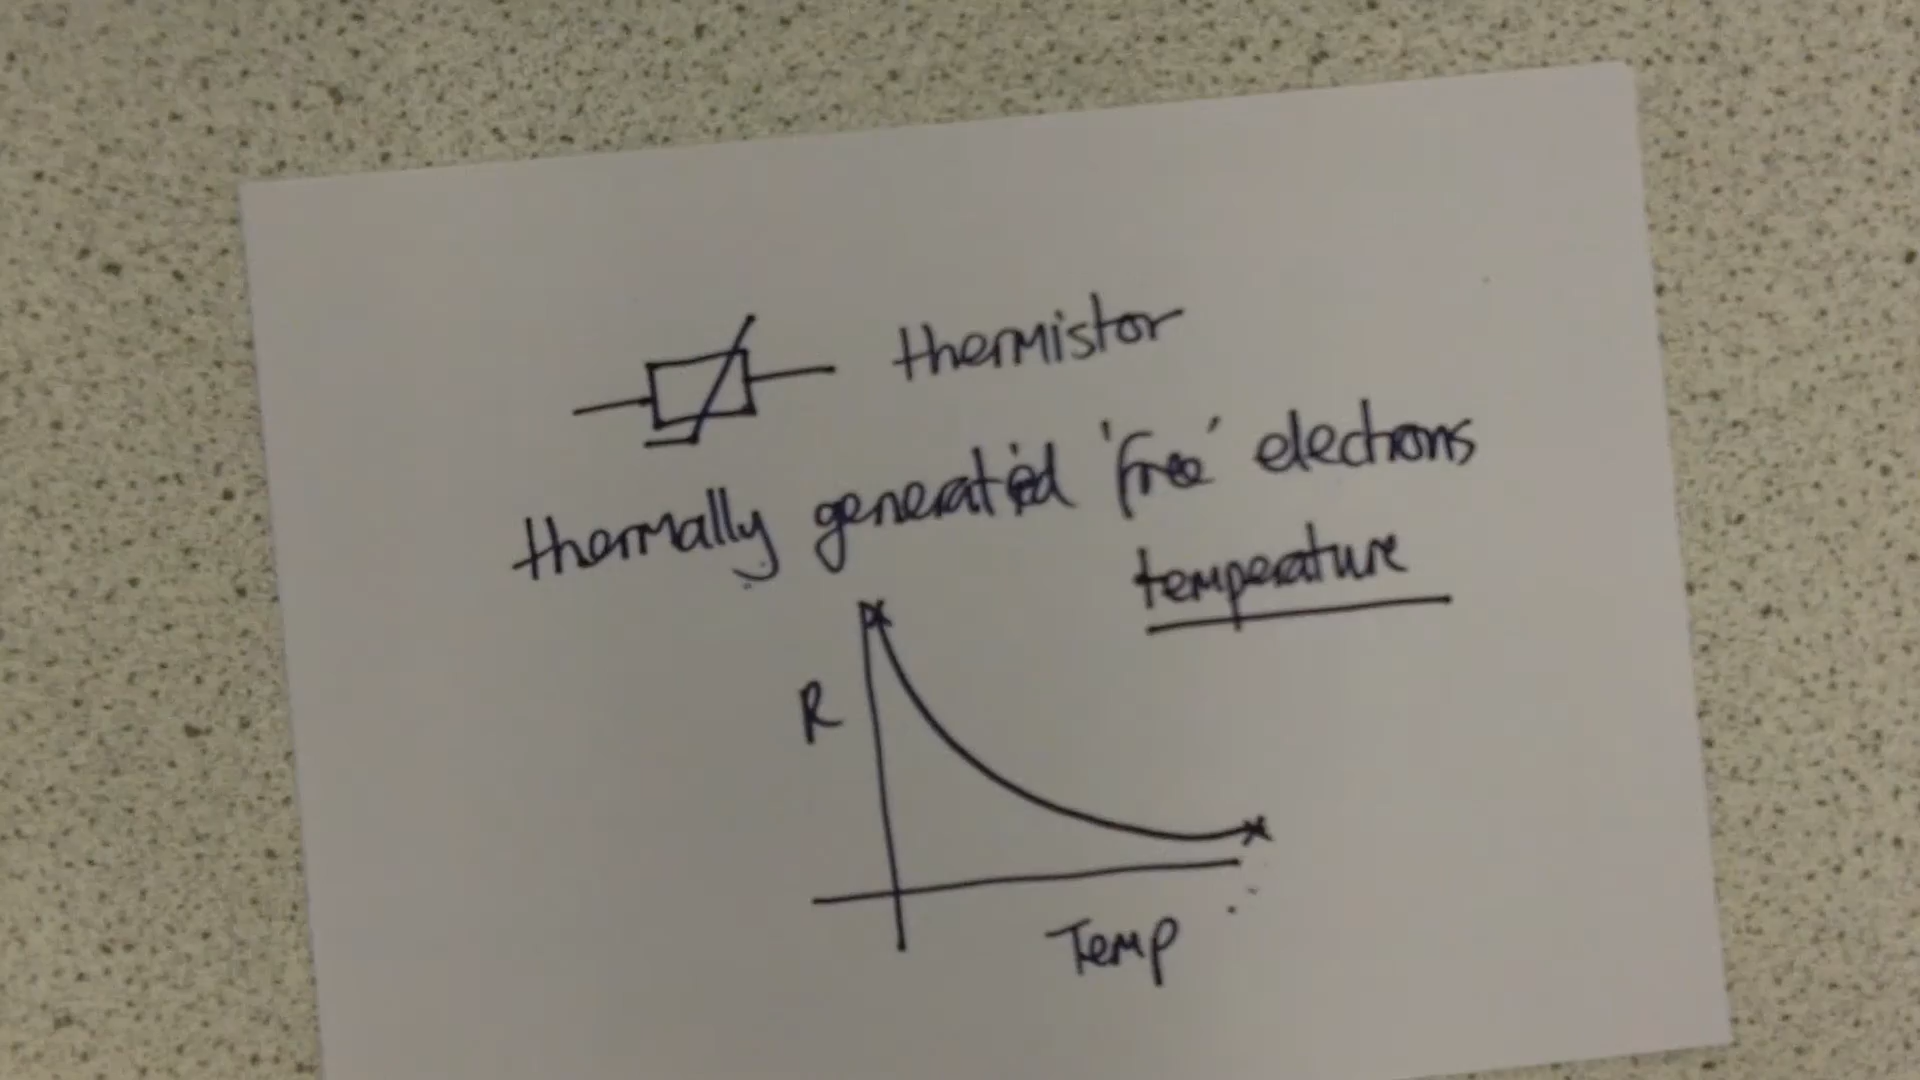 thermistor
thermally generated 'free' electrons
temperature
R
Temp